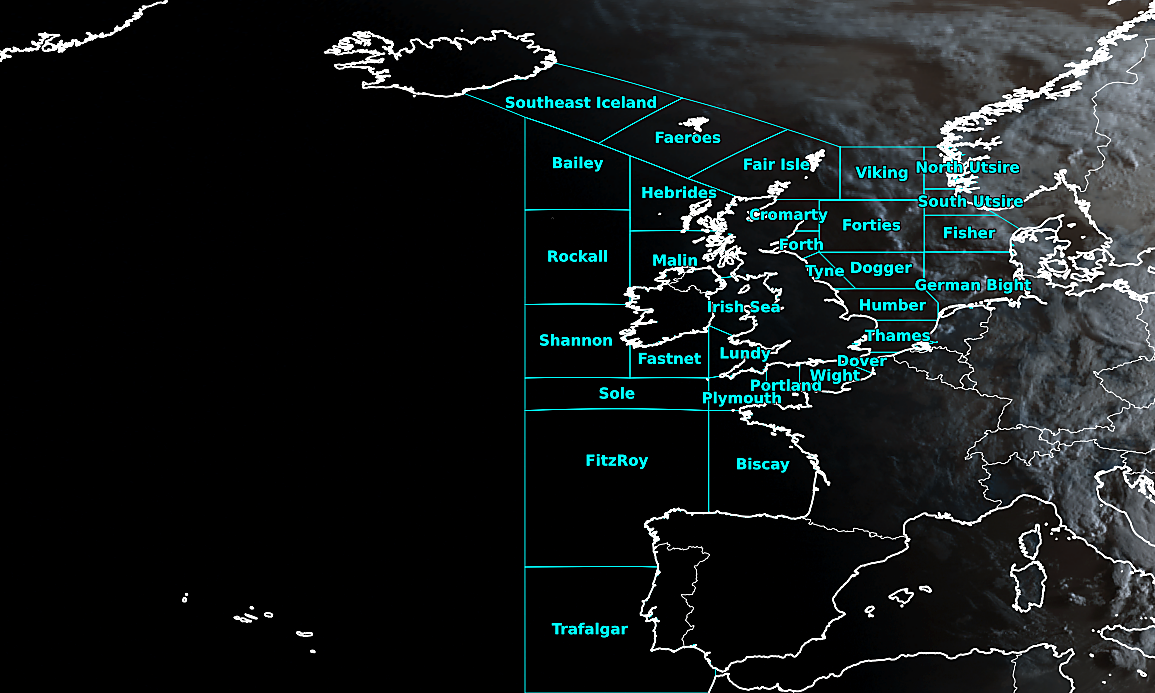 Southeast Iceland
Faeroes
Bailey
Fair Isle
Viking
North Utsire
Hebrides
South Utsire
Cromarty
Forties
Fisher
Forth
Rockall
Malin
Tyne
Dogger
German Bight
Irish Sea
Humber
Thames
Shannon
Fastnet
Lundy
Dover
Wight
Portland
Sole
Plymouth
FitzRoy
Biscay
Trafalgar